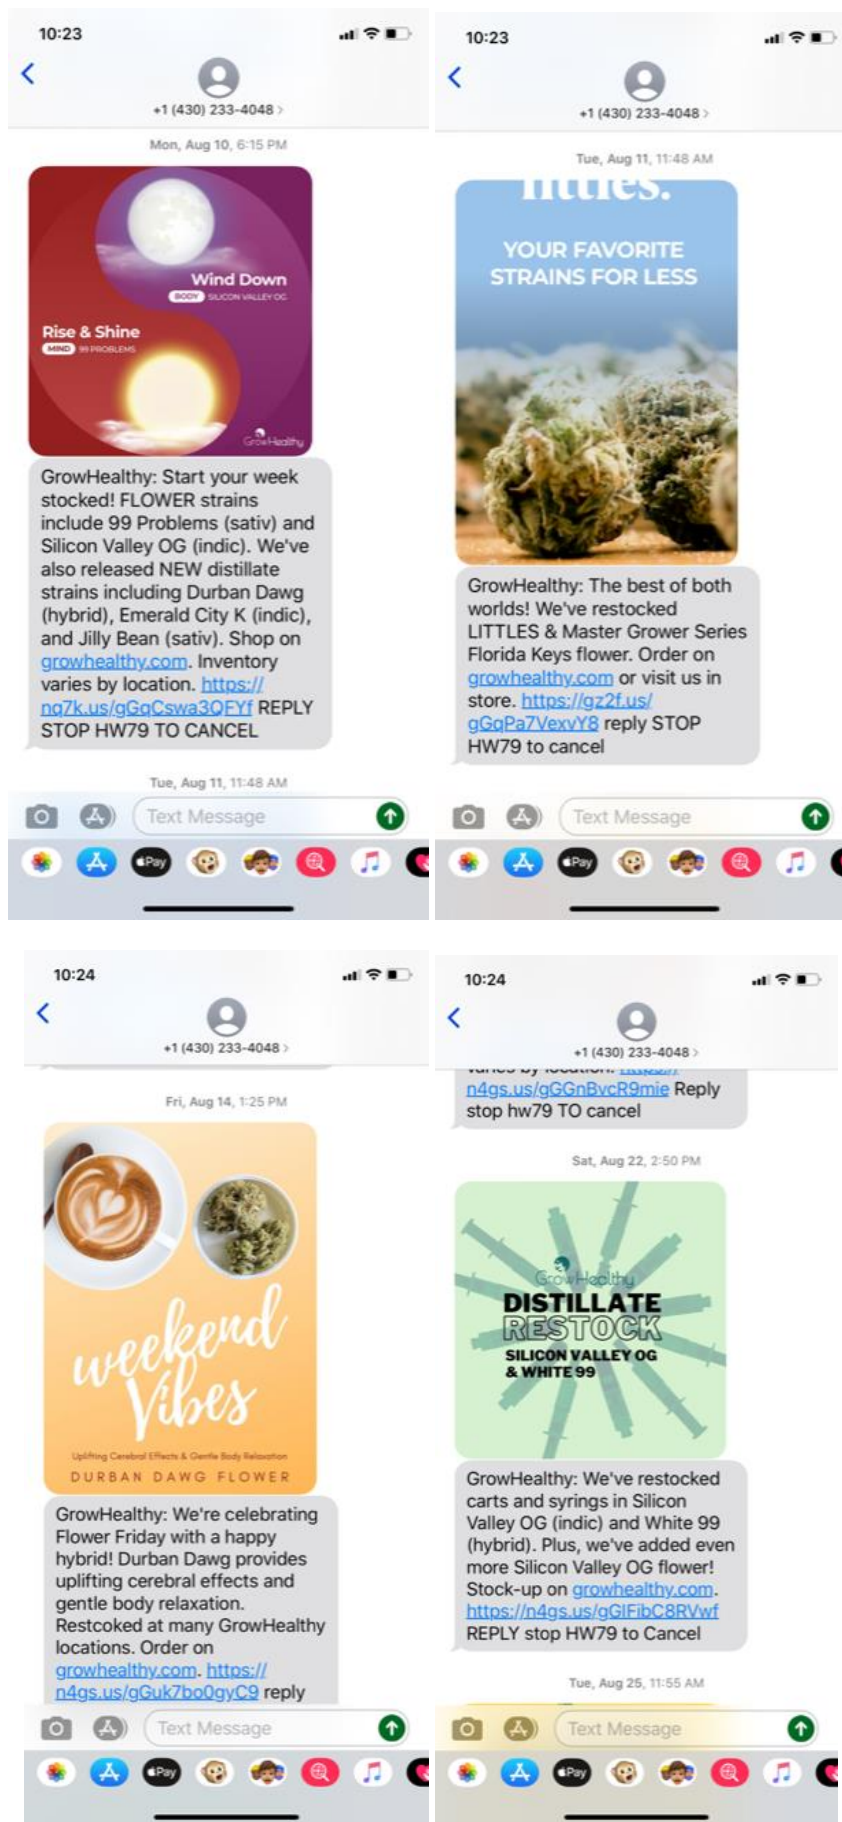 10:23
+1 (430) 233-4048 >
Mon, Aug 10, 6:15 PM
Wind Down
BODY SILICON VALLEY OG
Rise & Shine
MIND 99 PROBLEMS
GrowHealthy
GrowHealthy: Start your week
stocked! FLOWER strains
include 99 Problems (sativ) and
Silicon Valley OG (indic). We've
also released NEW distillate
strains including Durban Dawg
(hybrid), Emerald City K (indic),
and Jilly Bean (sativ). Shop on
growhealthy.com. Inventory
varies by location. https://
nq7k.us/gGqCswa3QFYf REPLY
STOP HW79 TO CANCEL
Tue, Aug 11, 11:48 AM
Text Message
Pay
10:23
+1 (430) 233-4048 >
Tue, Aug 11, 11:48 AM
littles.
YOUR FAVORITE
STRAINS FOR LESS
GrowHealthy: The best of both
worlds! We've restocked
LITTLES & Master Grower Series
Florida Keys flower. Order on
growhealthy.com or visit us in
store. https://gz2f.us/
gGqPa7VexvY8 reply STOP
HW79 to cancel
Text Message
Pay
10:24
+1 (430) 233-4048 >
Fri, Aug 14, 1:25 PM
weekend
Vibes
Uplifting Cerebral Effects & Gentle Body Relaxation
DURBAN DAWG FLOWER
GrowHealthy: We're celebrating
Flower Friday with a happy
hybrid! Durban Dawg provides
uplifting cerebral effects and
gentle body relaxation.
Restcoked at many GrowHealthy
locations. Order on
growhealthy.com. https://
n4gs.us/gGuk7bo0gyC9 reply
Text Message
Pay
10:24
+1 (430) 233-4048 >
varies by location. https://
n4gs.us/gGGnBvcR9mie Reply
stop hw79 TO cancel
Sat, Aug 22, 2:50 PM
GrowHealthy
DISTILLATE
RESTOCK
SILICON VALLEY OG
& WHITE 99
GrowHealthy: We've restocked
carts and syrings in Silicon
Valley OG (indic) and White 99
(hybrid). Plus, we've added even
more Silicon Valley OG flower!
Stock-up on growhealthy.com.
https://n4gs.us/gGIFibC8RVwf
REPLY stop HW79 to Cancel
Tue, Aug 25, 11:55 AM
Text Message
Pay